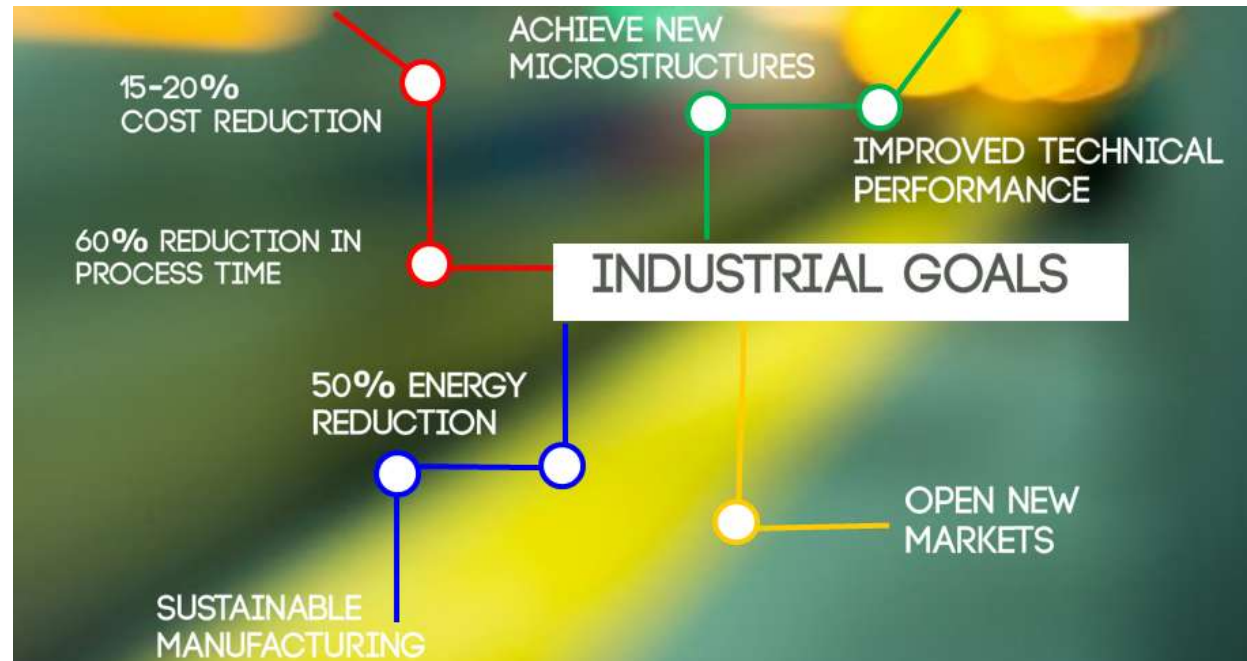 ACHIEVE NEW
MICROSTRUCTURES
15-20%
COST REDUCTION
IMPROVED TECHNICAL
PERFORMANCE
60% REDUCTION IN
PROCESS TIME
INDUSTRIAL GOALS
50% ENERGY
REDUCTION
OPEN NEW
MARKETS
SUSTAINABLE
MANUFACTURING